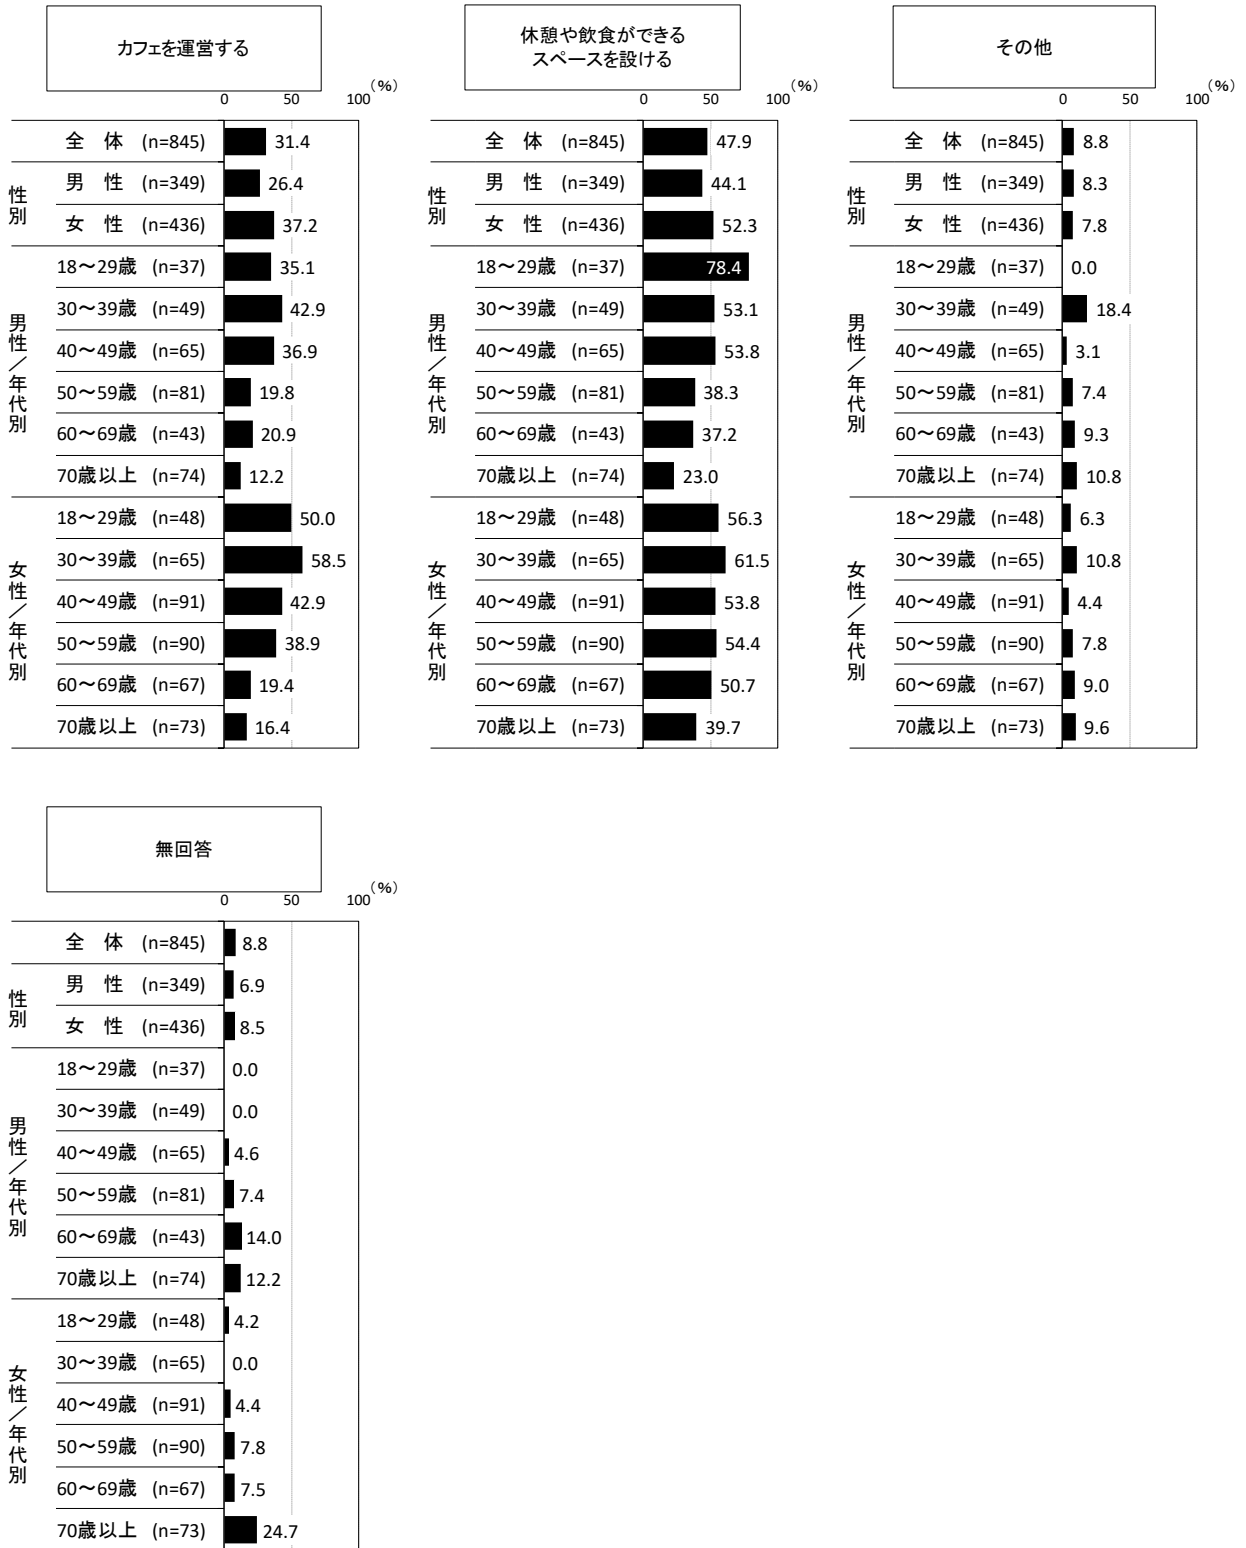 カフェを運営する
(%)
0 50 100
全 体 (n=845) 31.4
性別
男 性 (n=349) 26.4
女 性 (n=436) 37.2
男性／年代別
18～29歳 (n=37) 35.1
30～39歳 (n=49) 42.9
40～49歳 (n=65) 36.9
50～59歳 (n=81) 19.8
60～69歳 (n=43) 20.9
70歳以上 (n=74) 12.2
女性／年代別
18～29歳 (n=48) 50.0
30～39歳 (n=65) 58.5
40～49歳 (n=91) 42.9
50～59歳 (n=90) 38.9
60～69歳 (n=67) 19.4
70歳以上 (n=73) 16.4
休憩や飲食ができる
スペースを設ける
(%)
0 50 100
全 体 (n=845) 47.9
性別
男 性 (n=349) 44.1
女 性 (n=436) 52.3
男性／年代別
18～29歳 (n=37) 78.4
30～39歳 (n=49) 53.1
40～49歳 (n=65) 53.8
50～59歳 (n=81) 38.3
60～69歳 (n=43) 37.2
70歳以上 (n=74) 23.0
女性／年代別
18～29歳 (n=48) 56.3
30～39歳 (n=65) 61.5
40～49歳 (n=91) 53.8
50～59歳 (n=90) 54.4
60～69歳 (n=67) 50.7
70歳以上 (n=73) 39.7
その他
(%)
0 50 100
全 体 (n=845) 8.8
性別
男 性 (n=349) 8.3
女 性 (n=436) 7.8
男性／年代別
18～29歳 (n=37) 0.0
30～39歳 (n=49) 18.4
40～49歳 (n=65) 3.1
50～59歳 (n=81) 7.4
60～69歳 (n=43) 9.3
70歳以上 (n=74) 10.8
女性／年代別
18～29歳 (n=48) 6.3
30～39歳 (n=65) 10.8
40～49歳 (n=91) 4.4
50～59歳 (n=90) 7.8
60～69歳 (n=67) 9.0
70歳以上 (n=73) 9.6
無回答
(%)
0 50 100
全 体 (n=845) 8.8
性別
男 性 (n=349) 6.9
女 性 (n=436) 8.5
男性／年代別
18～29歳 (n=37) 0.0
30～39歳 (n=49) 0.0
40～49歳 (n=65) 4.6
50～59歳 (n=81) 7.4
60～69歳 (n=43) 14.0
70歳以上 (n=74) 12.2
女性／年代別
18～29歳 (n=48) 4.2
30～39歳 (n=65) 0.0
40～49歳 (n=91) 4.4
50～59歳 (n=90) 7.8
60～69歳 (n=67) 7.5
70歳以上 (n=73) 24.7